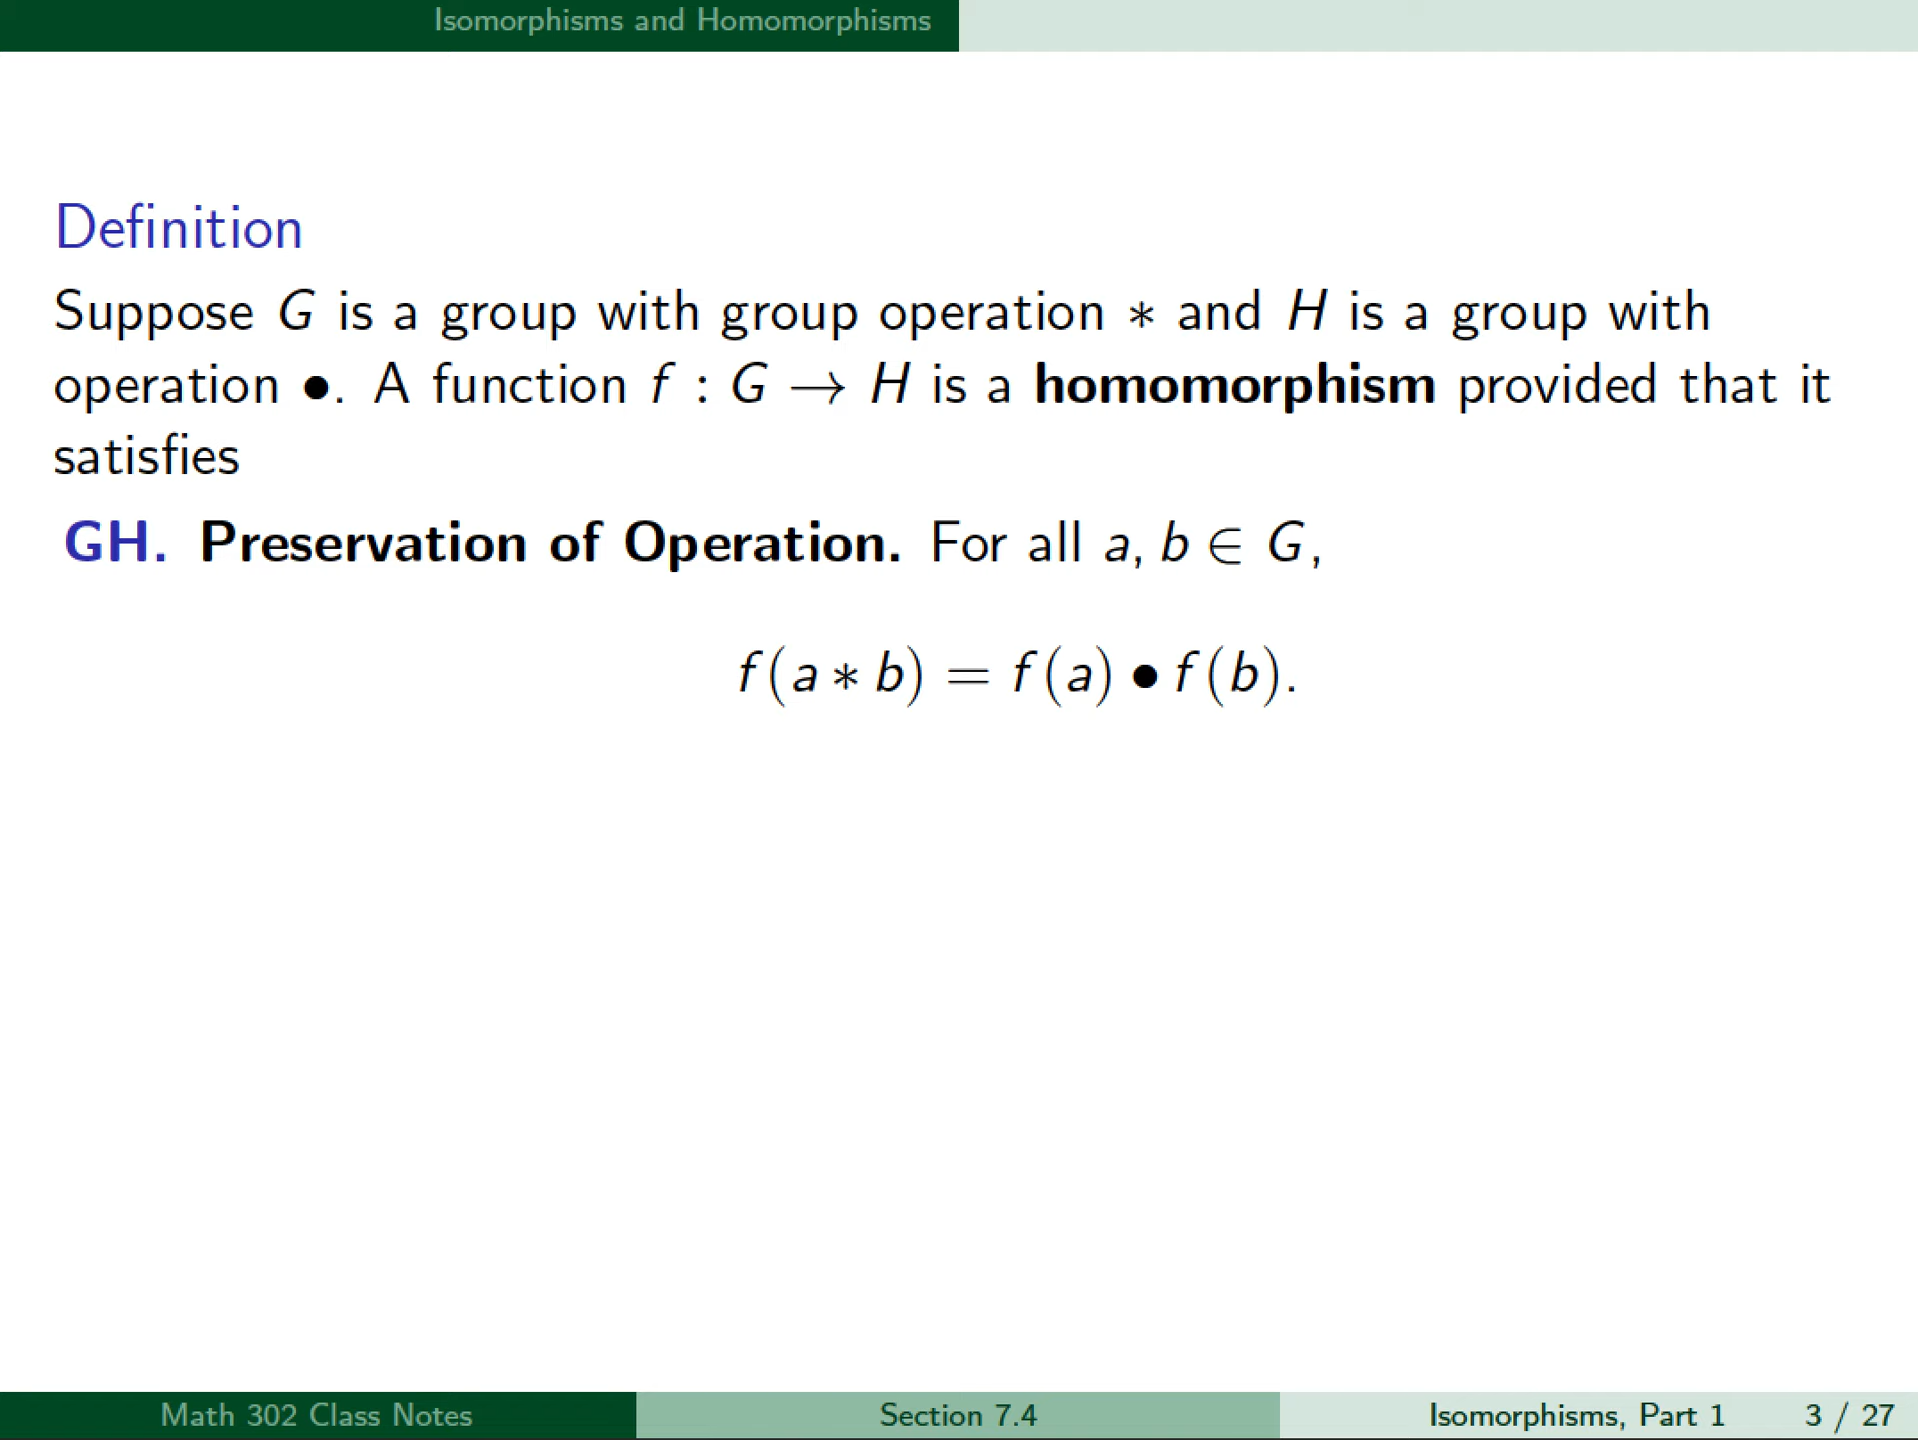 Isomorphisms and Homomorphisms
Definition
Suppose G is a group with group operation ∗ and H is a group with
operation •. A function f : G → H is a homomorphism provided that it
satisfies
GH. Preservation of Operation. For all a, b ∈ G,
f(a ∗ b) = f(a) • f(b).
Math 302 Class Notes
Section 7.4
Isomorphisms, Part 1 3 / 27